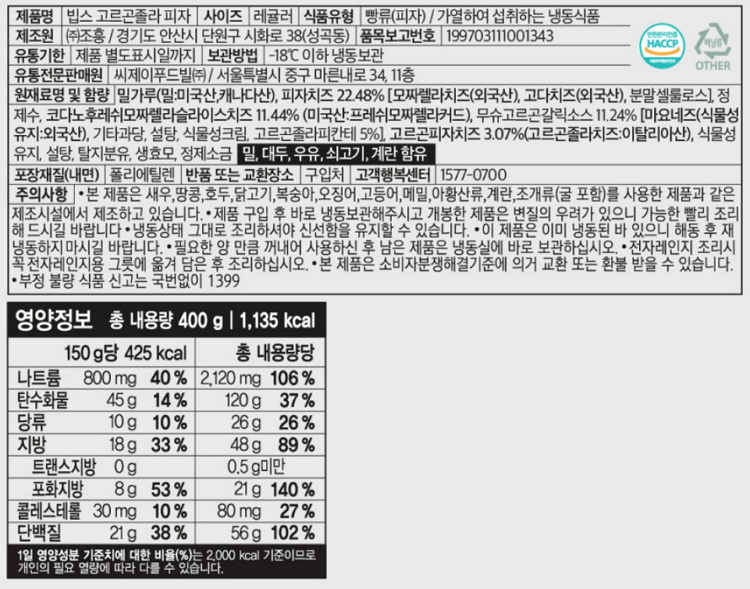 제품명 빕스 고르곤졸라 피자 사이즈 레귤러 식품유형 빵류(피자) / 가열하여 섭취하는 냉동식품
제조원 ㈜조흥 / 경기도 안산시 단원구 시화로 38(성곡동) 품목보고번호 199703111001343
유통기한 제품 별도표시일까지 보관방법 -18℃ 이하 냉동보관
유통전문판매원 씨제이푸드빌㈜/ 서울특별시 중구 마른내로 34, 11층
HACCP
재활용
OTHER
원재료명 및 함량 밀가루(밀:미국산,캐나다산), 피자치즈 22.48% [모짜렐라치즈(외국산), 고다치즈(외국산), 분말셀룰로스], 정
제수, 코다노후레쉬모짜렐라슬라이스치즈 11.44% (미국산:프레쉬모짜렐라커드), 무슈고르곤갈릭소스 11.24% [마요네즈(식물성
유지:외국산), 기타과당, 설탕, 식물성크림, 고르곤졸라피칸테 5%], 고르곤피자치즈 3.07%(고르곤졸라치즈:이탈리아산), 식물성
유지, 설탕, 탈지분유, 생효모, 정제소금 밀, 대두, 우유, 쇠고기, 계란 함유
포장재질(내면) 폴리에틸렌 반품 또는 교환장소 구입처 고객행복센터 1577-0700
주의사항 •본 제품은 새우,땅콩,호두,닭고기,복숭아,오징어,고등어,메밀,아황산류,계란,조개류(굴 포함)를 사용한 제품과 같은
제조시설에서 제조하고 있습니다. •제품 구입 후 바로 냉동보관해주시고 개봉한 제품은 변질의 우려가 있으니 가능한 빨리 조리
해 드시길 바랍니다 •냉동상태 그대로 조리하셔야 신선함을 유지할 수 있습니다. •이 제품은 이미 냉동된 바 있으니 해동 후 재
냉동하지마시길 바랍니다. •필요한 양 만큼 꺼내어 사용하신 후 남은 제품은 냉동실에 바로 보관하십시오. •전자레인지 조리시
꼭 전자레인지용 그릇에 옮겨 담은 후 조리하십시오. •본 제품은 소비자분쟁해결기준에 의거 교환 또는 환불 받을 수 있습니다.
•부정 불량 식품 신고는 국번없이 1399
영양정보 총 내용량 400 g | 1,135 kcal
150 g당 425 kcal 총 내용량당
나트륨 800 mg 40 % 2,120 mg 106 %
탄수화물 45 g 14 % 120 g 37 %
당류 10 g 10 % 26 g 26 %
지방 18 g 33 % 48 g 89 %
트랜스지방 0 g 0.5 g미만
포화지방 8 g 53 % 21 g 140 %
콜레스테롤 30 mg 10 % 80 mg 27 %
단백질 21 g 38 % 56 g 102 %
1일 영양성분 기준치에 대한 비율(%)는 2,000 kcal 기준이므로
개인의 필요 열량에 따라 다를 수 있습니다.